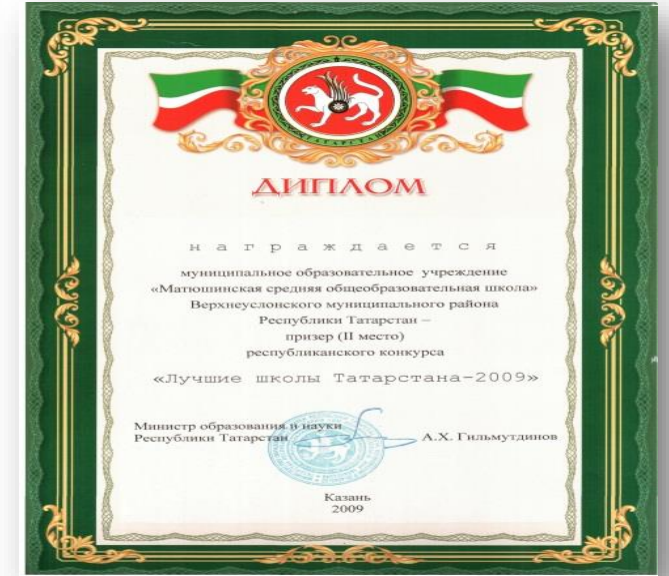 ТАТАРСТАН
ДИПЛОМ
награждается
муниципальное образовательное учреждение
«Матюшинская средняя общеобразовательная школа»
Верхнеуслонского муниципального района
Республики Татарстан –
призер (II место)
республиканского конкурса
«Лучшие школы Татарстана-2009»
Министр образования и науки
Республики Татарстан
А.Х. Гильмутдинов
Казань
2009